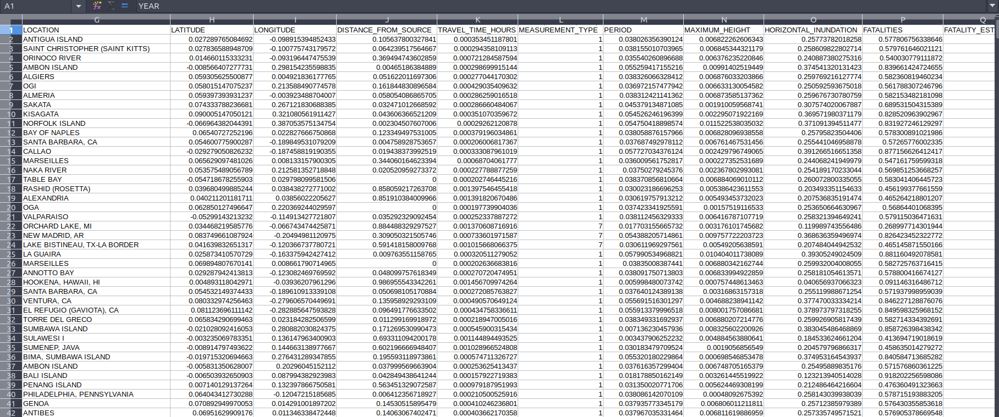 A1 YEAR
G H I J K L M N O P Q
1 LOCATION LATITUDE LONGITUDE DISTANCE_FROM_SOURCE TRAVEL_TIME_HOURS MEASUREMENT_TYPE PERIOD MAXIMUM_HEIGHT HORIZONTAL_INUNDATION FATALITIES FATALITY_EST
2 ANTIGUA ISLAND 0.027289765084692 -0.098915394852433 0.105637800327841 0.000353451187801 1 0.038026356390124 0.006822262606343 0.25773782018258 0.577806756338646
3 SAINT CHRISTOPHER (SAINT KITTS) 0.027836588948709 -0.100775743179572 0.064239517564667 0.000294358109113 1 0.038155010703965 0.006845344321179 0.258609822802714 0.579761646021121
4 ORINOCO RIVER 0.014660115333231 -0.093196447475539 0.369494743602859 0.000721284587594 1 0.035540260896688 0.006376235220846 0.240887380275316 0.540030779111872
5 AMBON ISLAND -0.008566407277731 0.298154235598835 0.00465186384889 0.000298699915144 1 0.055259417155216 0.00991402519449 0.374541320131423 0.839661424724655
6 ALGIERS 0.059305625500877 0.004921836177765 0.051622011697306 0.000277044170302 1 0.038326066328412 0.006876033203866 0.259769216127774 0.582360819460234
7 OGI 0.058015147075237 0.213588490774578 0.161844830896584 0.000429035409632 1 0.036972157477942 0.006633130054582 0.250592593675018 0.561788307246796
8 ALMERIA 0.059397393931237 -0.003923488704007 0.058054086865705 0.000286259016518 1 0.038312421141362 0.006873585137362 0.259676730780759 0.582153482181098
9 SAKATA 0.074333788236681 0.267121830688385 0.032471012668592 0.000286660484067 1 0.045379134871085 0.001910059568741 0.307574020067887 0.689531504315389
10 KISAGATA 0.090005147050121 0.321080561911427 0.043606366521209 0.000351070359672 1 0.054526246196399 0.002295071922169 0.369571980371179 0.828520963902967
11 NORFOLK ISLAND -0.066964382044391 0.387053575134754 0.002304507607006 0.00029262120878 1 0.054750418898574 0.011522538035032 0.371091394511477 0.831927246129297
12 BAY OF NAPLES 0.06540727252196 0.022827666750868 0.123349497531005 0.000379196034861 1 0.038058876157966 0.006828096938558 0.25795823504406 0.578300891021986
13 SANTA BARBARA, CA 0.054600775900287 -0.189849531079209 0.004758928753657 0.000206006817367 1 0.037687492978112 0.006761467531456 0.255441046958878 0.57265776002335
14 CALLAO -0.029279050826232 -0.187458819190355 0.019438373992519 0.000333087961019 1 0.057727034376124 0.002429796749065 0.391266516651358 0.877156626412417
15 MARSEILLES 0.065629097481026 0.008133157900305 0.344060164623394 0.00068704061777 1 0.036009561752817 0.000227352531689 0.244068241949979 0.547161759599318
16 NAKA RIVER 0.053575489056789 0.212581352718848 0.020520959273372 0.000227788877259 1 0.03750279245376 0.002367802993081 0.254189170233044 0.569851253668257
17 TABLE BAY -0.054718678255903 0.029798099581506 0 0.000202746445216 1 0.038370856810664 0.006884069010112 0.260072800335055 0.583041406445723
18 RASHID (ROSETTA) 0.039680499885244 0.038438272771002 0.858059217263708 0.001397546455418 1 0.030023186696253 0.005386423611553 0.203493351154633 0.456199377661559
19 ALEXANDRIA 0.040211201181711 0.03856022205627 0.851910384009966 0.001391820670486 1 0.030619757913212 0.005493453732023 0.207536835191474 0.465264218801207
20 OGA 0.062850127496647 0.220369244029597 0 0.000197739904036 1 0.037423341925591 0.00157519116533 0.253650664630967 0.56864401068395
21 VALPARAISO -0.05299143213232 -0.114913427721807 0.035292329092454 0.000252337887272 1 0.038112456329333 0.006416787107719 0.258321394649241 0.579115036471631
22 ORCHARD LAKE, MI 0.034468219585776 -0.066743474425871 0.884488329297527 0.001370608716916 7 0.017703155665732 0.003176101745682 0.119989743556486 0.268997714301944
23 NEW MADRID, AR 0.083749661087924 -0.20494981120975 0.309050321505746 0.000733601971587 7 0.054388205714861 0.009757722203723 0.368636359496974 0.826423452322772
24 LAKE BISTINEAU, TX-LA BORDER 0.041639832651317 -0.120366737780721 0.591418158009768 0.001015668066375 7 0.030611969297561 0.00549205638591 0.207484044942532 0.465145871550166
25 LA GUAIRA 0.025873410570729 -0.163375942427412 0.009763551158765 0.000320511279052 1 0.057990534968821 0.010404011738089 0.39305249024509 0.881160492078581
26 MARSEILLES 0.069894807670141 0.008661790714965 0 0.000202636683816 1 0.03835008387441 0.006880342162744 0.259932004008055 0.582725763716415
27 ANNOTTO BAY 0.029287942413813 -0.123082469769592 0.048099757618349 0.000270720474951 1 0.038091750713803 0.006833994922859 0.258181054613571 0.578800416674127
28 HOOKENA, HAWAII, HI 0.004893118042971 -0.03936207961296 0.986955543342261 0.001456709974264 1 0.005998480073742 0.000757448613463 0.040656937066323 0.091146316486712
29 SANTA BARBARA, CA 0.054532149374433 -0.189610913339108 0.050698105170884 0.000272085763827 1 0.037640124389138 0.00316863157318 0.255119988671254 0.571937998959039
30 VENTURA, CA 0.080332974256463 -0.279606570449691 0.135958929293109 0.000490570649124 1 0.055691516301297 0.004688238941142 0.377470033334214 0.846227128876076
31 EL REFUGIO (GAVIOTA), CA 0.081123696111142 -0.282885647593828 0.096491776633502 0.000434758336611 1 0.055913379996518 0.008001757086681 0.378973797318255 0.849598325968152
32 TORRE DEL GRECO 0.065834290699463 0.023184282506599 0.011299169918972 0.000218947005016 1 0.038349331692937 0.006880207214776 0.259926905817439 0.582714334392691
33 SUMBAWA ISLAND -0.021028092416053 0.280882030824375 0.171269530990473 0.000545900315434 1 0.007136230457936 0.008325602200926 0.383045486468869 0.858726398438342
34 SULAWESI I -0.003235069783351 0.136147963400903 0.693311094200178 0.001144894493525 1 0.003437906252232 0.004884563880641 0.184533624661204 0.413694719018619
35 SUMENEP, JAVA -0.008914797493622 0.144663138977667 0.602196666948407 0.001028966524808 1 0.030183479709524 0.0019056856549 0.204579796866317 0.458635014279272
36 BIMA, SUMBAWA ISLAND -0.019715320694663 0.276431289347855 0.195593118973861 0.000574711326727 1 0.055320180229864 0.000698546853478 0.374953164543937 0.840584713685282
37 AMBON ISLAND -0.005831350628007 0.20296045152112 0.037999569663904 0.000253625413437 1 0.037616357299404 0.006748705165379 0.25495889835176 0.571576860361225
38 BALI ISLAND -0.006503932650903 0.087994382923983 0.042849438641244 0.000157922719383 1 0.018178850162149 0.003261445519922 0.123213940514028 0.918202256598086
39 PENANG ISLAND 0.007140129137264 0.132397866750581 0.563451329072587 0.000979187951993 1 0.031350020771706 0.005624469308199 0.212486464216604 0.476360491323663
40 PHILADELPHIA, PENNSYLVANIA 0.064043412730288 -0.12047215185685 0.006412356718927 0.000210500525916 1 0.038086142070109 0.00048092675392 0.258143039938039 0.578715193883205
41 GENOA 0.070892949970053 0.014291001897202 0.14530515895479 0.000410246236801 1 0.037935773345179 0.006806011211811 0.25712385979389 0.576430355853618
42 ANTIBES 0.06951629909176 0.011346338472448 0.14063067402471 0.000403662170358 1 0.037967035331464 0.006811619886959 0.257335749571521 0.576905378669548